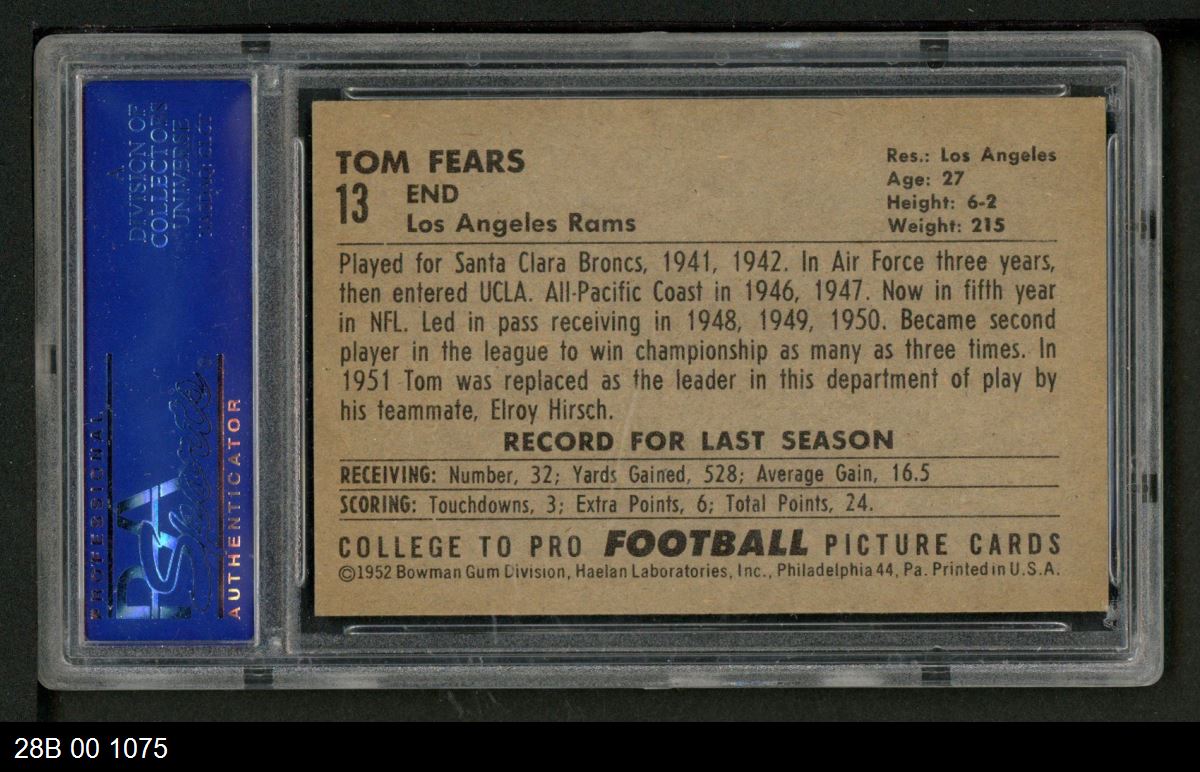 A
DIVISION OF
COLLECTORS
UNIVERSE
PROFESSIONAL
PSA
AUTHENTICATOR
TOM FEARS
13
END
Los Angeles Rams
Res.: Los Angeles
Age: 27
Height: 6-2
Weight: 215
Played for Santa Clara Broncs, 1941, 1942. In Air Force three years,
then entered UCLA. All-Pacific Coast in 1946, 1947. Now in fifth year
in NFL. Led in pass receiving in 1948, 1949, 1950. Became second
player in the league to win championship as many as three times. In
1951 Tom was replaced as the leader in this department of play by
his teammate, Elroy Hirsch.
RECORD FOR LAST SEASON
RECEIVING: Number, 32; Yards Gained, 528; Average Gain, 16.5
SCORING: Touchdowns, 3; Extra Points, 6; Total Points, 24.
COLLEGE TO PRO FOOTBALL PICTURE CARDS
©1952 Bowman Gum Division, Haelan Laboratories, Inc., Philadelphia 44, Pa. Printed in U.S.A.
28B 00 1075